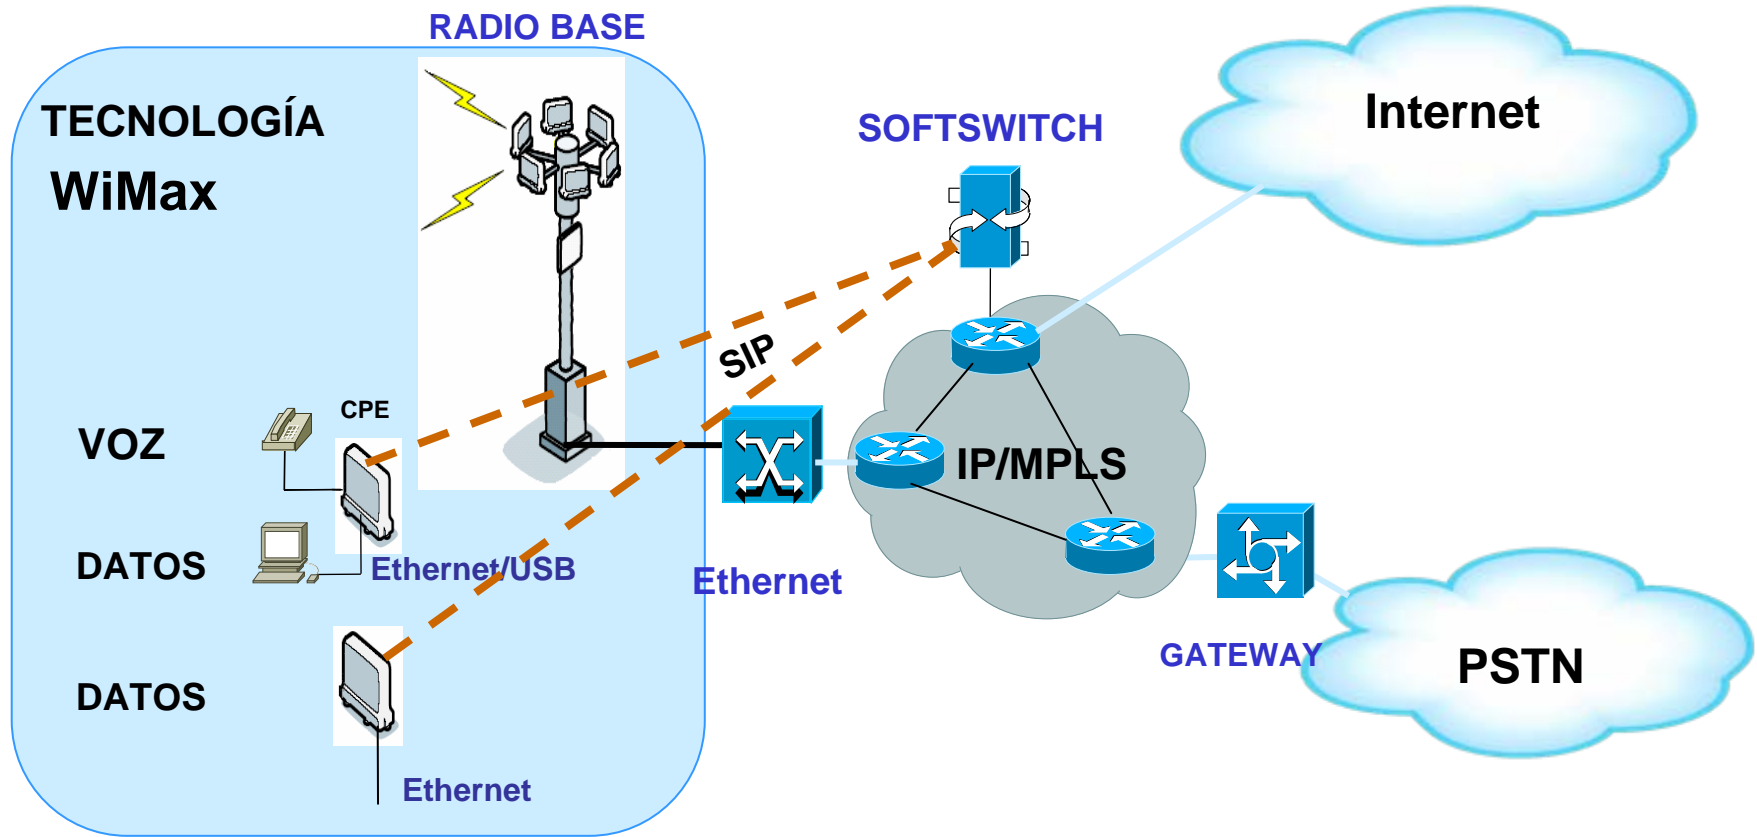 RADIO BASE
TECNOLOGÍA
WiMax
SOFTSWITCH
Internet
SIP
CPE
VOZ
IP/MPLS
DATOS
Ethernet/USB
Ethernet
GATEWAY
PSTN
DATOS
Ethernet